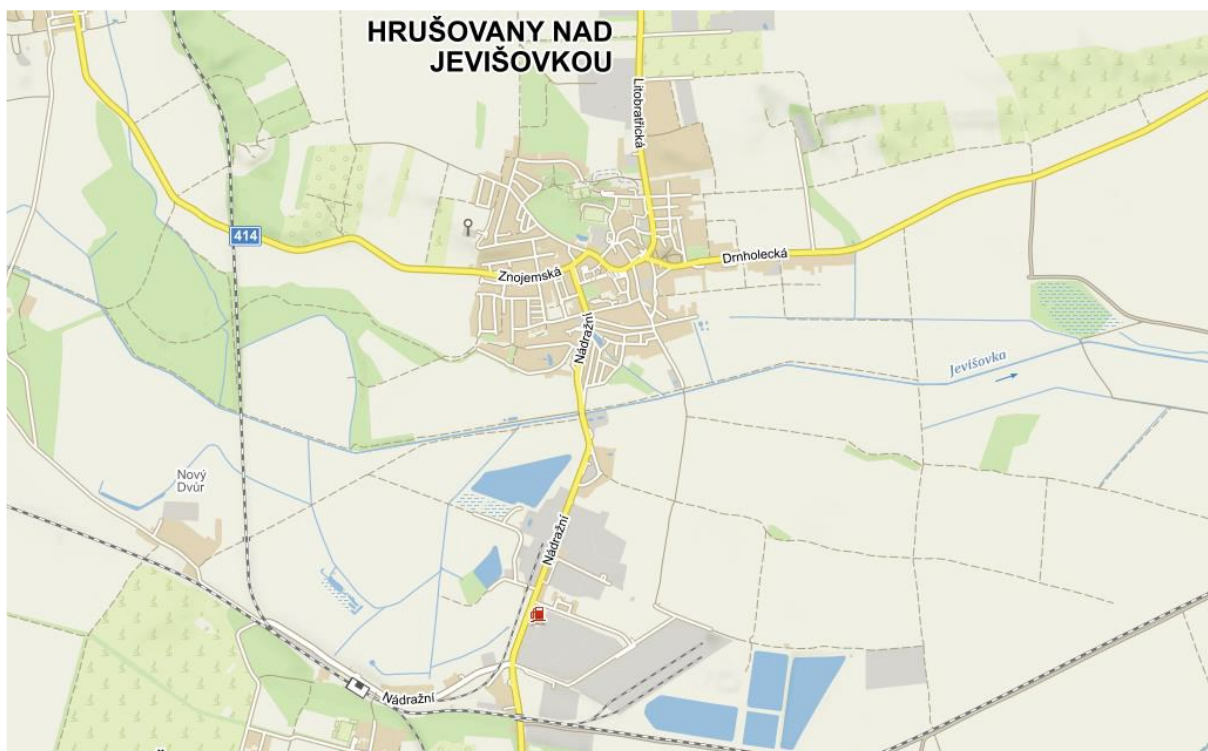 HRUŠOVANY NAD
JEVIŠOVKOU
Litobratřická
414
Znojemská
Drnholecká
Nádražní
Jevišovka
Nový
Dvůr
Nádražní
Nádražní